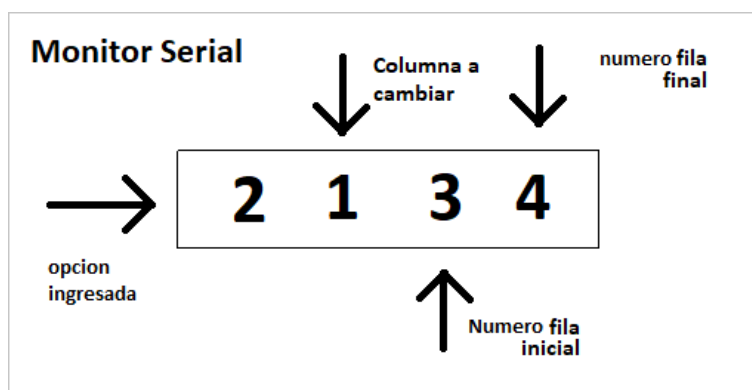 Monitor Serial
Columna a
cambiar
numero fila
final
2 1 3 4
opcion
ingresada
Numero fila
inicial